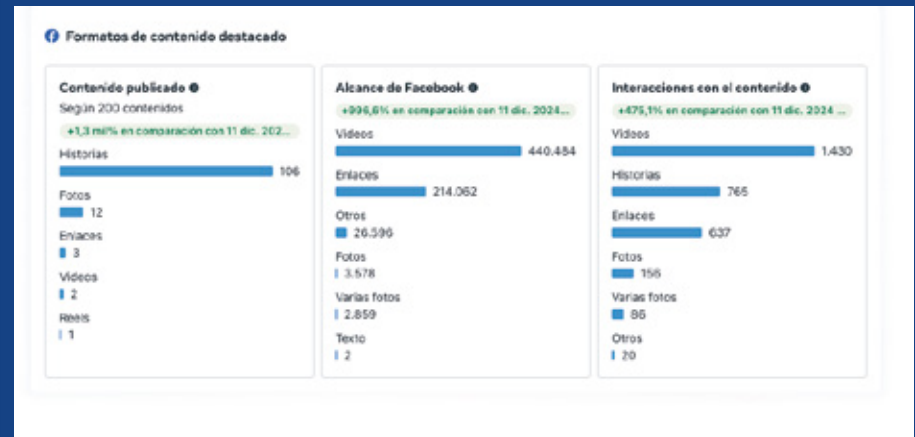 Formatos de contenido destacado
Contenido publicado
Según 200 contenidos
+1,3 mil% en comparación con 11 dic. 202...
Historias
106
Fotos
12
Enlaces
3
Videos
2
Reels
1
Alcance de Facebook
+996,6% en comparación con 11 dic. 2024...
Videos
440.484
Enlaces
214.062
Otros
26.596
Fotos
3.578
Varias fotos
2.859
Texto
2
Interacciones con el contenido
+475,1% en comparación con 11 dic. 2024 ...
Videos
1.430
Historias
765
Enlaces
637
Fotos
156
Varias fotos
86
Otros
20